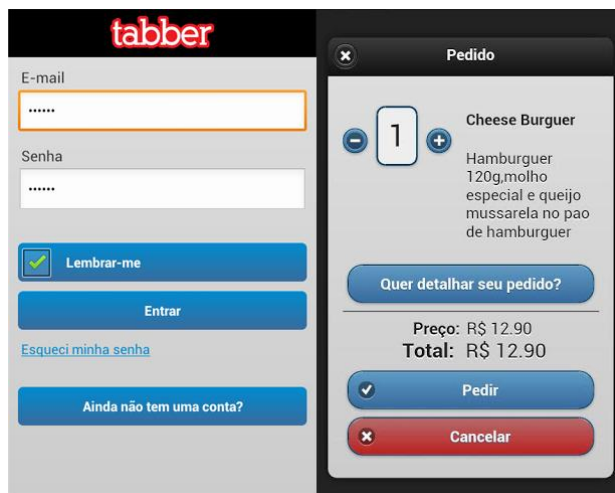 tabber
E-mail
••••••
Senha
••••••
Lembrar-me
Entrar
Esqueci minha senha
Ainda não tem uma conta?
Pedido
1
Cheese Burguer
Hamburguer
120g,molho
especial e queijo
mussarela no pao
de hamburguer
Quer detalhar seu pedido?
Preço: R$ 12.90
Total: R$ 12.90
Pedir
Cancelar